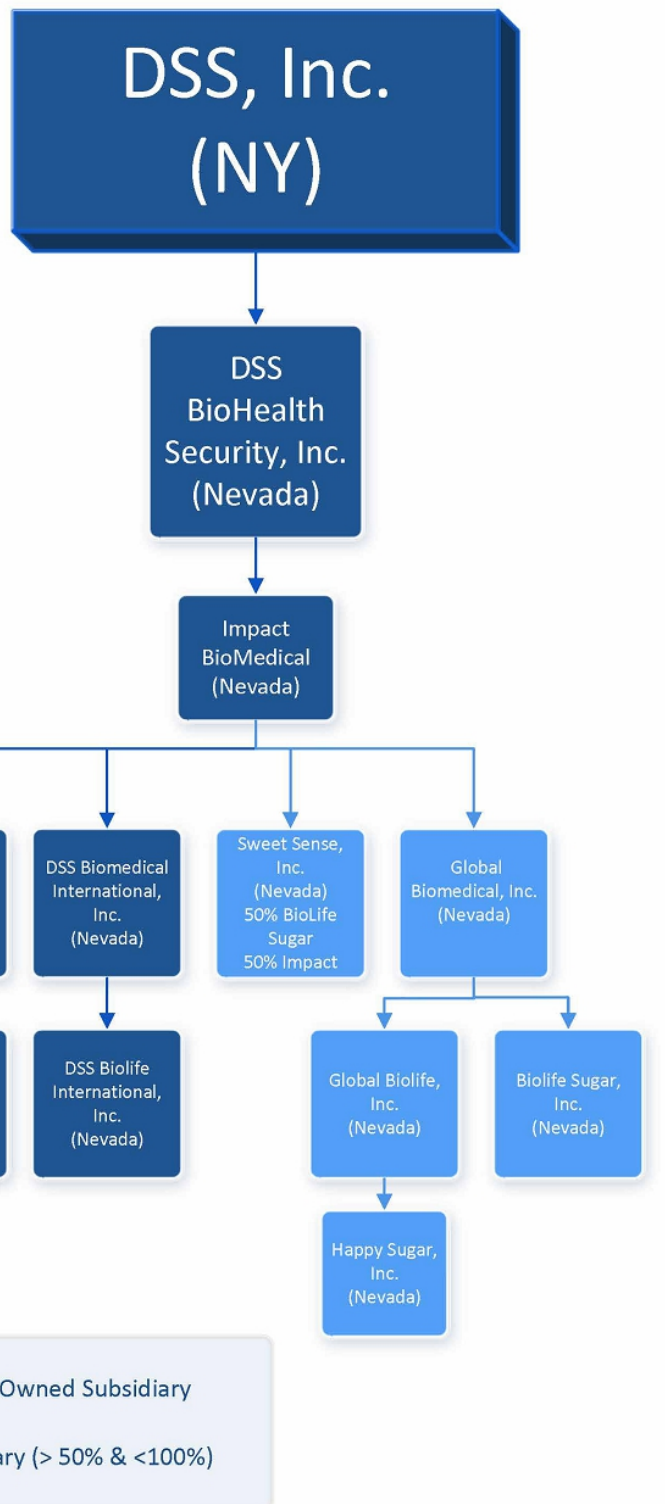 DSS, Inc.
(NY)
DSS
BioHealth
Security, Inc.
(Nevada)
Impact
BioMedical
(Nevada)
DSS Biomedical
International,
Inc.
(Nevada)
Sweet Sense,
Inc.
(Nevada)
50% BioLife
Sugar
50% Impact
Global
Biomedical, Inc.
(Nevada)
DSS Biolife
International,
Inc.
(Nevada)
Global Biolife,
Inc.
(Nevada)
Biolife Sugar,
Inc.
(Nevada)
Happy Sugar,
Inc.
(Nevada)
Owned Subsidiary
ary (> 50% & <100%)